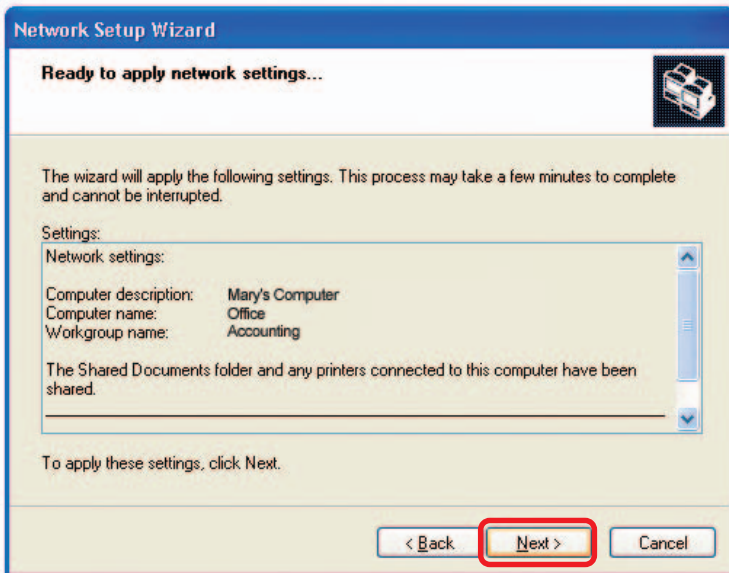 Network Setup Wizard
Ready to apply network settings...
The wizard will apply the following settings. This process may take a few minutes to complete
and cannot be interrupted.
Settings:
Network settings:
Computer description: Mary's Computer
Computer name: Office
Workgroup name: Accounting
The Shared Documents folder and any printers connected to this computer have been
shared.
To apply these settings, click Next.
< Back Next > Cancel